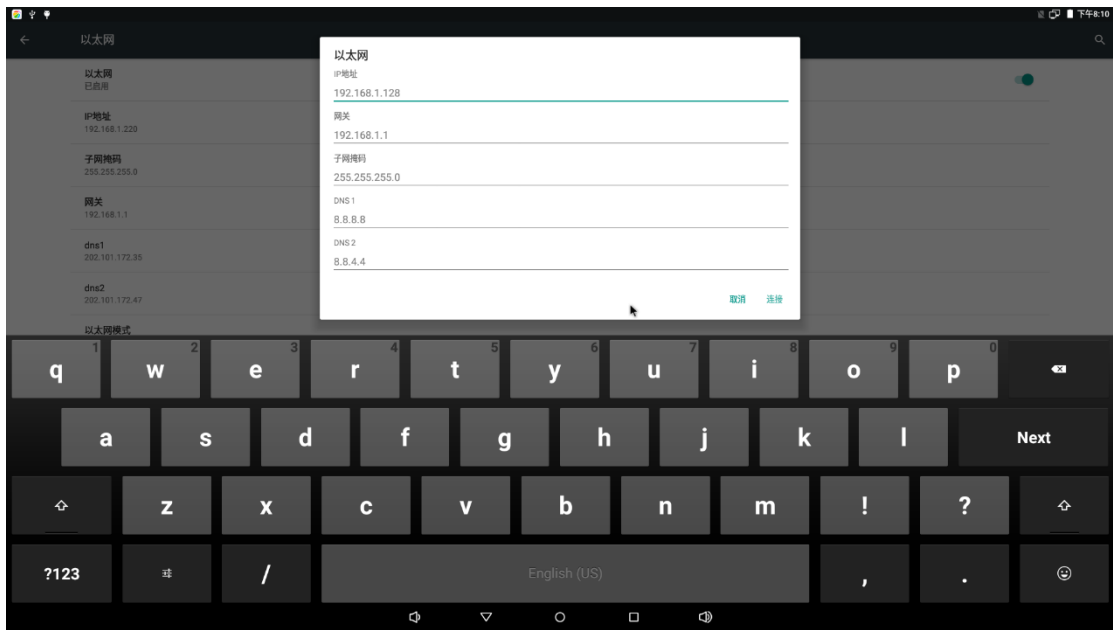 下午8:10
以太网
以太网
已启用
IP地址
192.168.1.220
子网掩码
255.255.255.0
网关
192.168.1.1
dns1
202.101.172.35
dns2
202.101.172.47
以太网模式
以太网
IP地址
192.168.1.128
网关
192.168.1.1
子网掩码
255.255.255.0
DNS 1
8.8.8.8
DNS 2
8.8.4.4
取消 连接
1 2 3 4 5 6 7 8 9 0
q w e r t y u i o p
a s d f g h j k l Next
z x c v b n m ! ?
?123 / English (US) , .